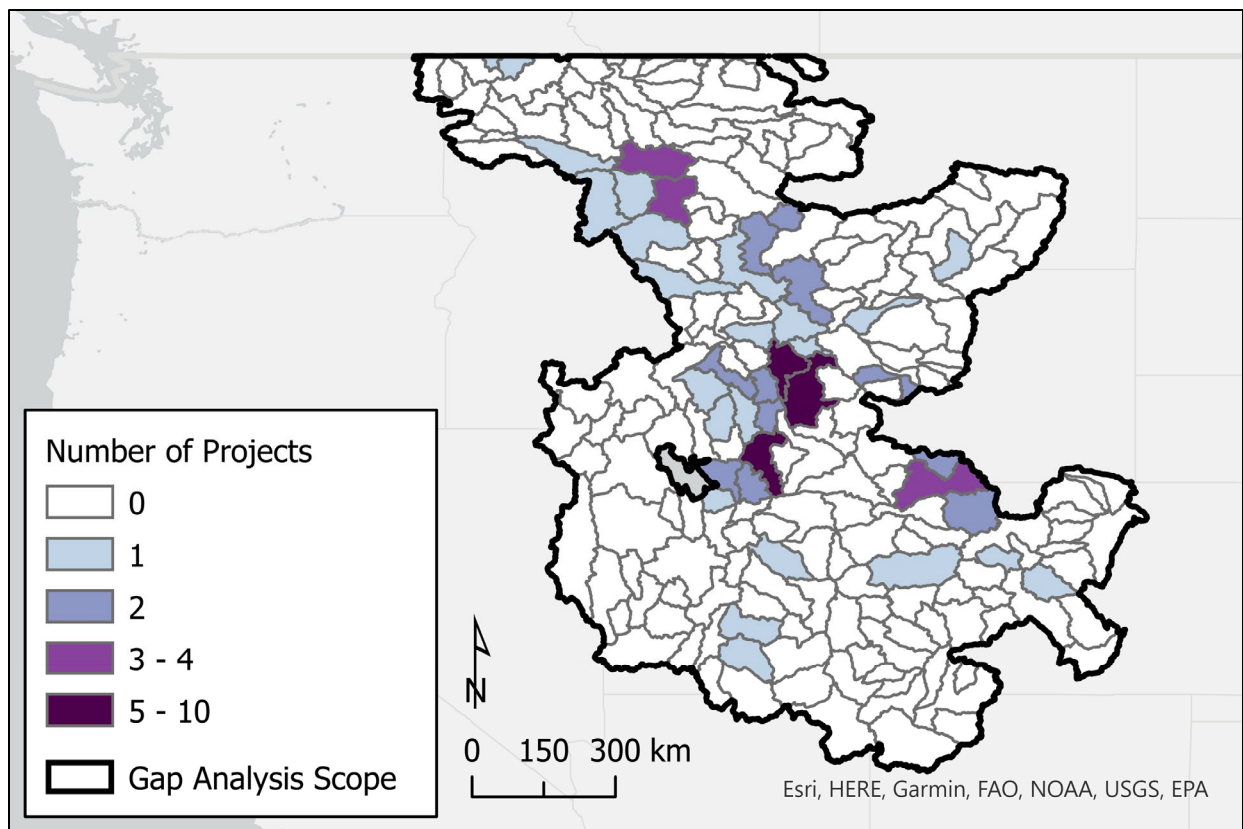 Number of Projects
0
1
2
3 - 4
5 - 10
Gap Analysis Scope
N
0 150 300 km
Esri, HERE, Garmin, FAO, NOAA, USGS, EPA